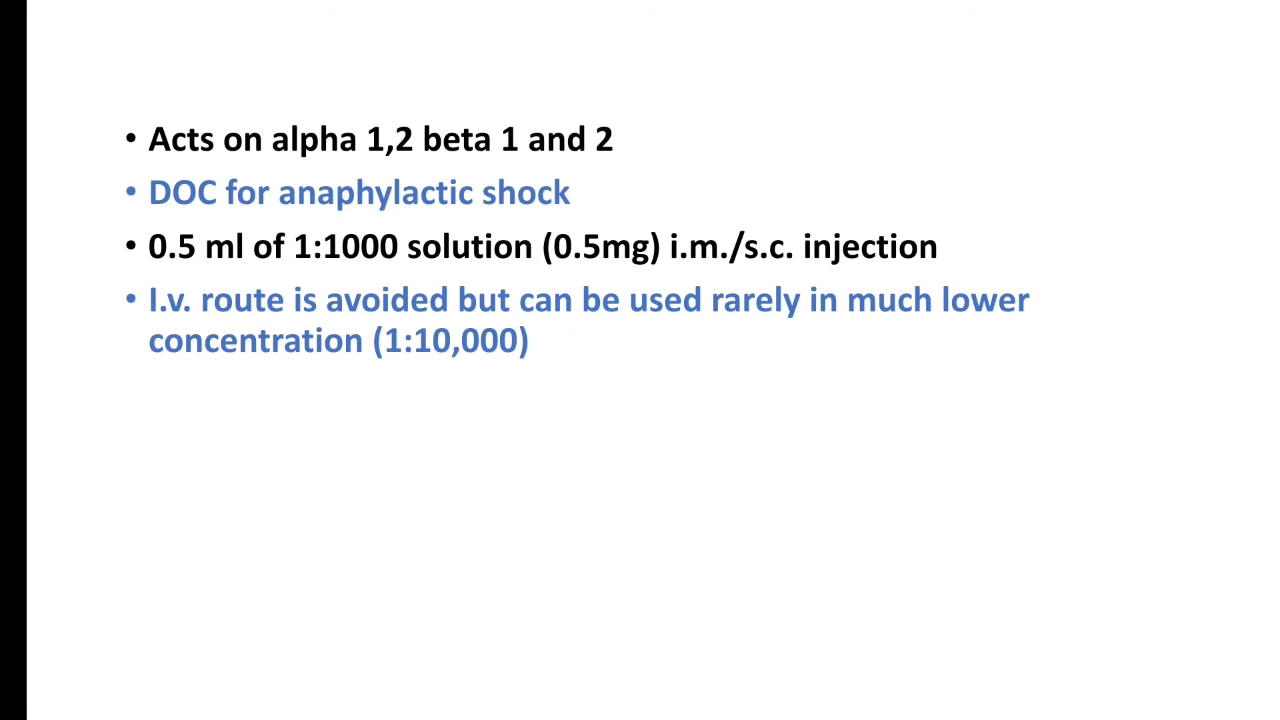 • Acts on alpha 1,2 beta 1 and 2
• DOC for anaphylactic shock
• 0.5 ml of 1:1000 solution (0.5mg) i.m./s.c. injection
• I.v. route is avoided but can be used rarely in much lower
concentration (1:10,000)